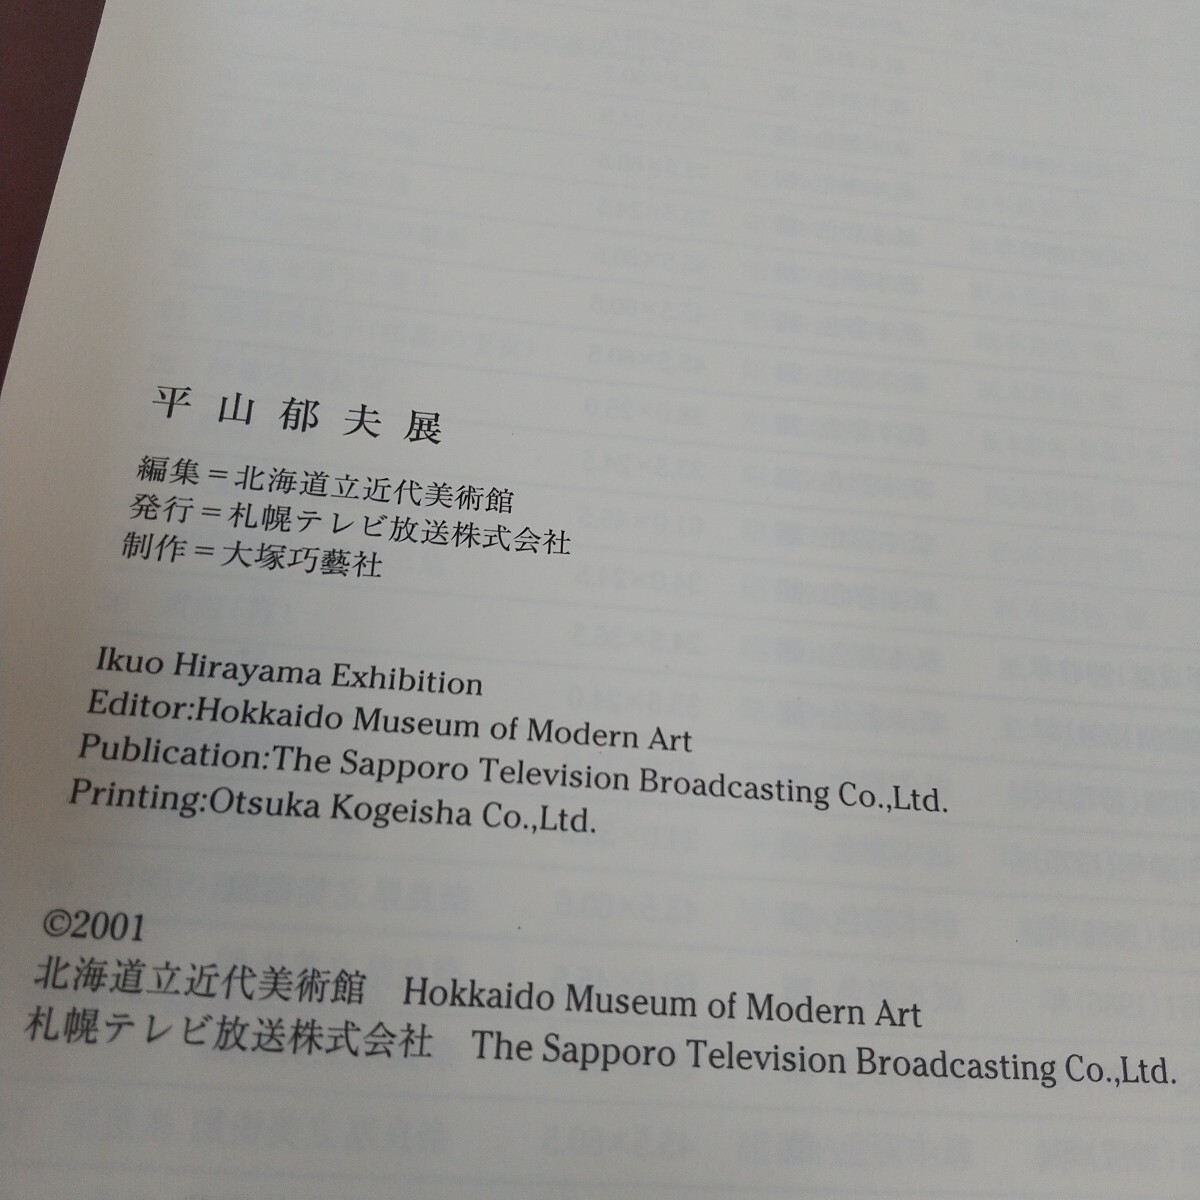 平山郁夫展
編集＝北海道立近代美術館
発行＝札幌テレビ放送株式会社
制作＝大塚巧藝社
Ikuo Hirayama Exhibition
Editor:Hokkaido Museum of Modern Art
Publication:The Sapporo Television Broadcasting Co.,Ltd.
Printing:Otsuka Kogeisha Co.,Ltd.
©2001
北海道立近代美術館　Hokkaido Museum of Modern Art
札幌テレビ放送株式会社　The Sapporo Television Broadcasting Co.,Ltd.